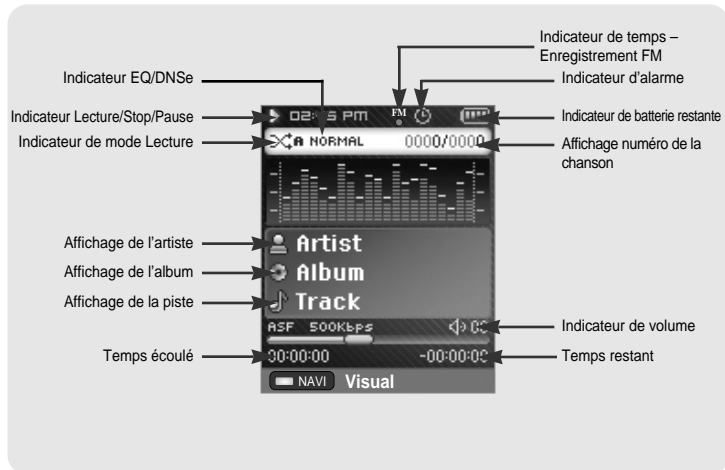 Indicateur de temps –
Enregistrement FM
Indicateur EQ/DNSe
Indicateur d'alarme
Indicateur Lecture/Stop/Pause
PM
FM
Indicateur de batterie restante
Indicateur de mode Lecture
A NORMAL
0000/0000
Affichage numéro de la
chanson
Affichage de l'artiste
Artist
Affichage de l'album
Album
Affichage de la piste
Track
ASF 500Kbps
Indicateur de volume
Temps écoulé
00:00:00
-00:00:00
Temps restant
NAVI Visual